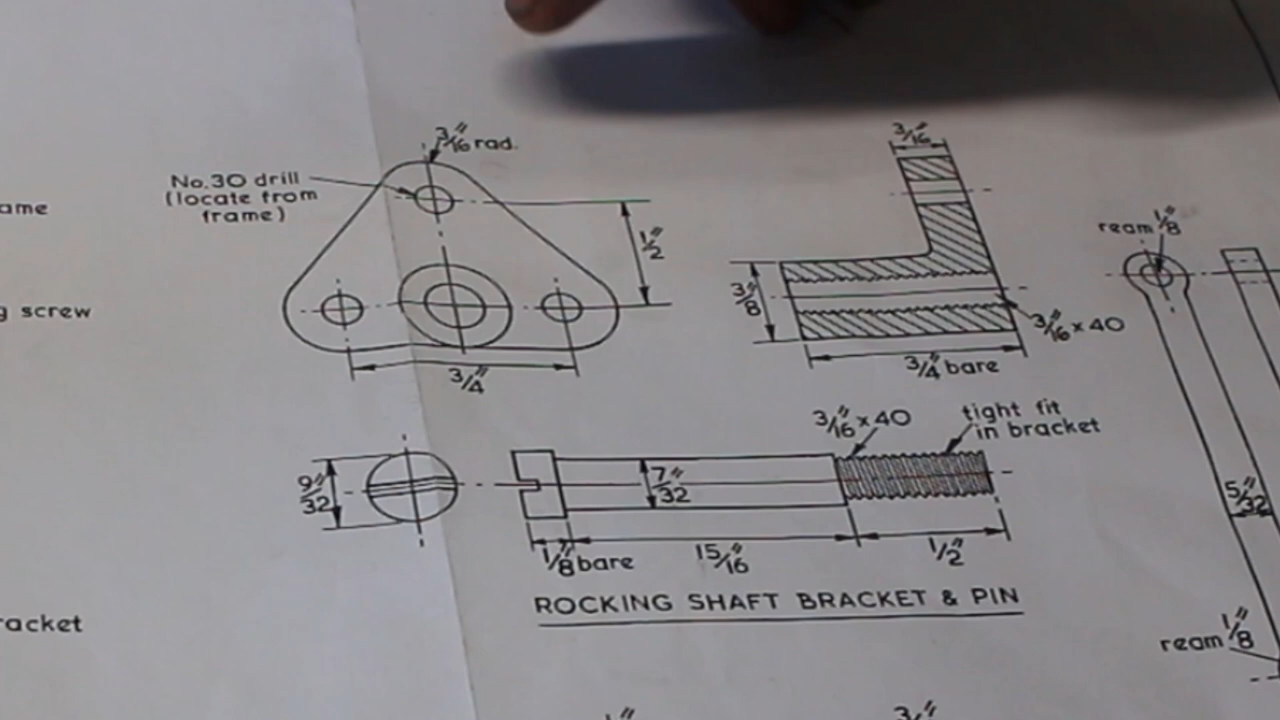 3/16" rad.
No.30 drill
(locate from
frame)
ame
1/2"
3/4"
3/16"
3/8"
3/16" x 40
3/4" bare
ream 1/8"
g screw
3/16" x 40
tight fit
in bracket
9/32"
7/32"
1/8" bare
15/16"
1/2"
5/32"
ROCKING SHAFT BRACKET & PIN
racket
ream 1/8"